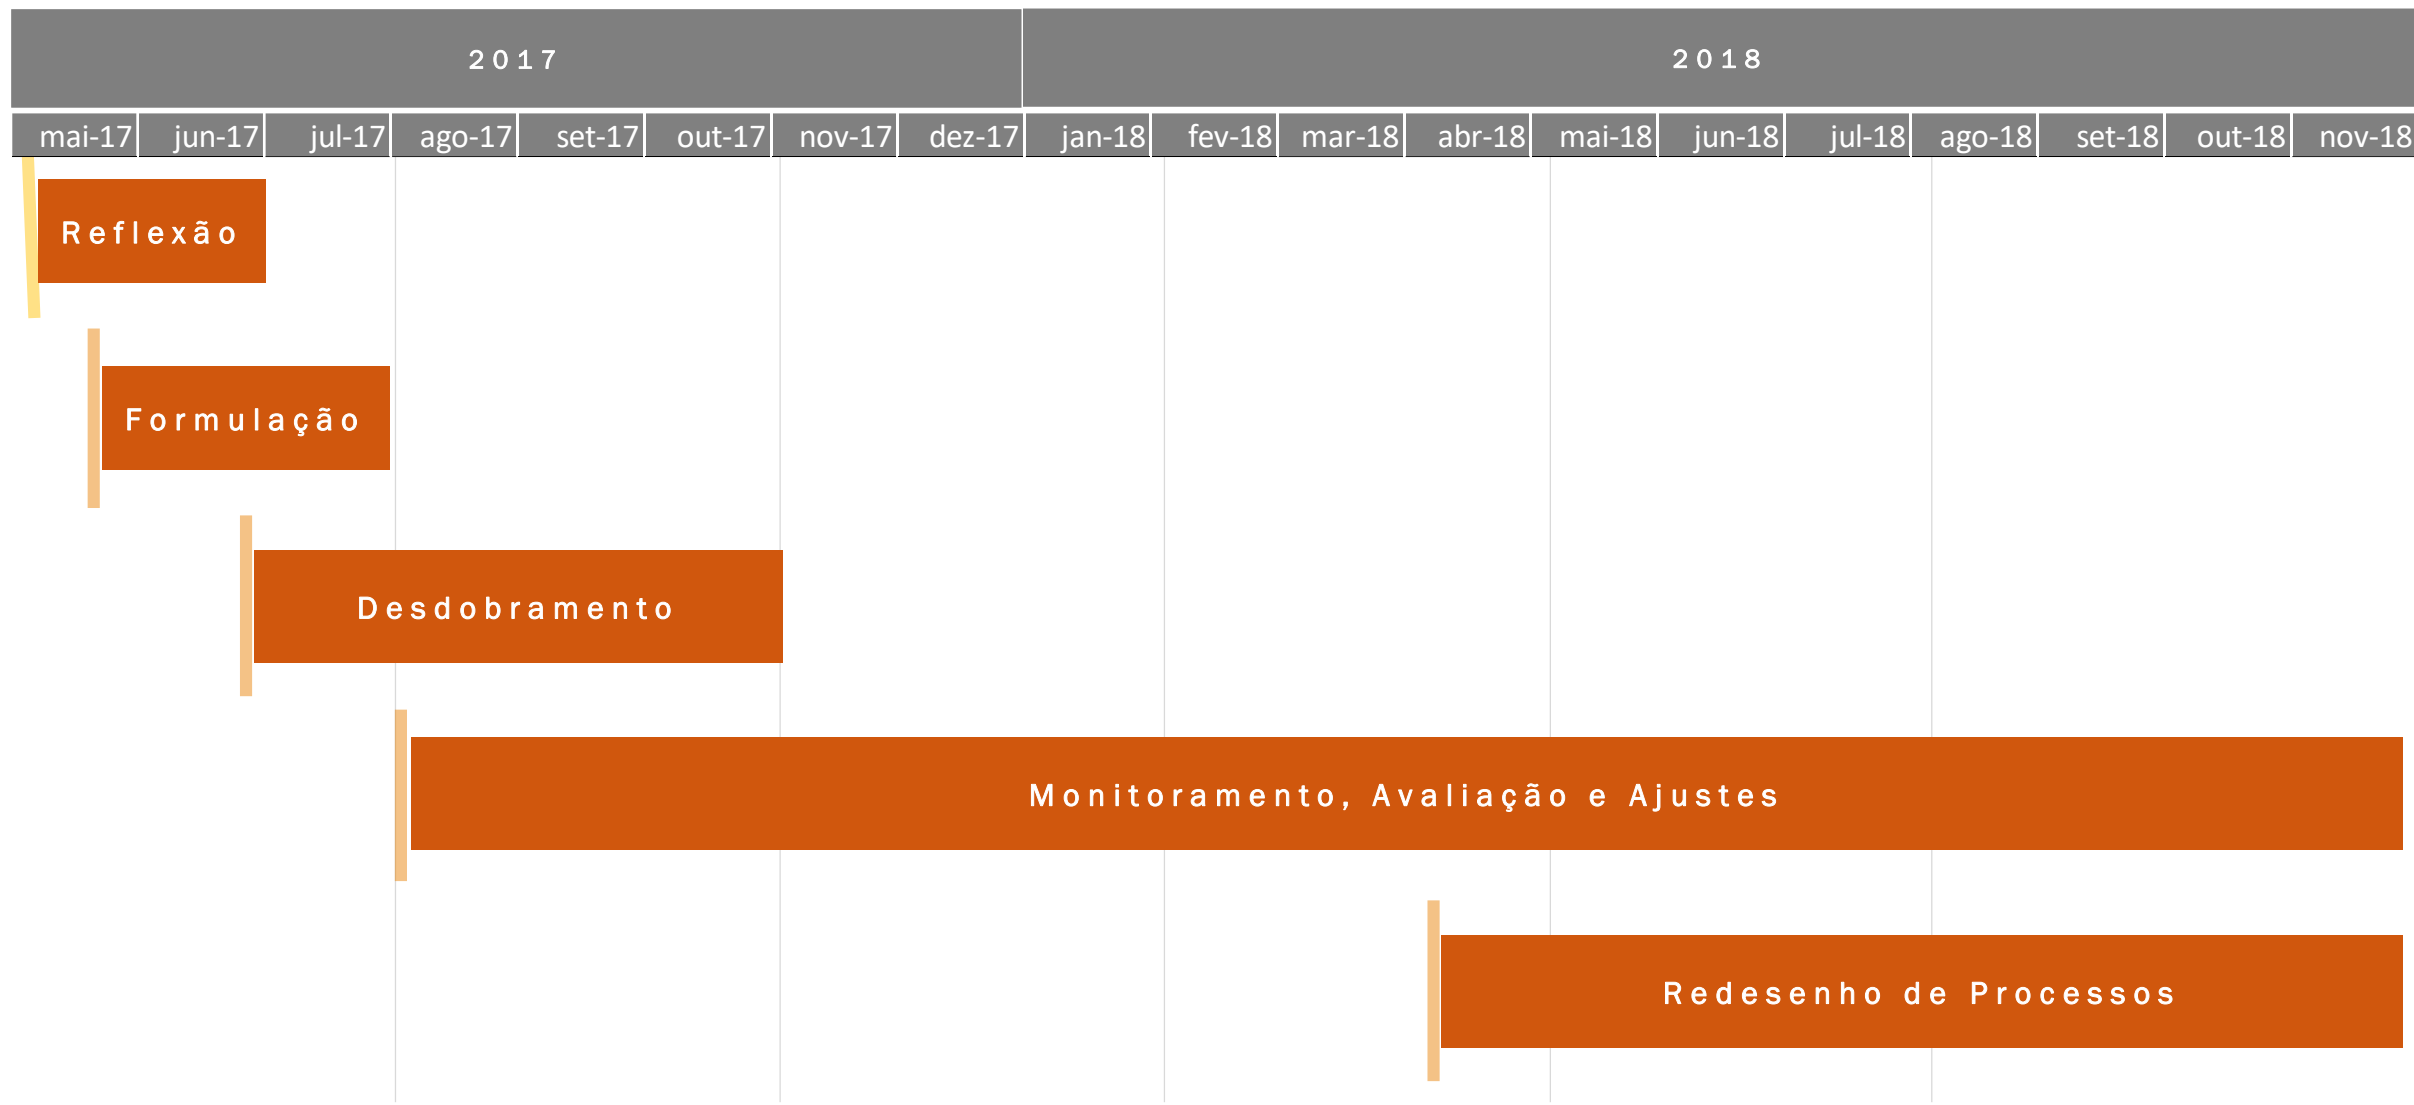 2017 2018
mai-17 jun-17 jul-17 ago-17 set-17 out-17 nov-17 dez-17 jan-18 fev-18 mar-18 abr-18 mai-18 jun-18 jul-18 ago-18 set-18 out-18 nov-18
Reflexão
Formulação
Desdobramento
Monitoramento, Avaliação e Ajustes
Redesenho de Processos